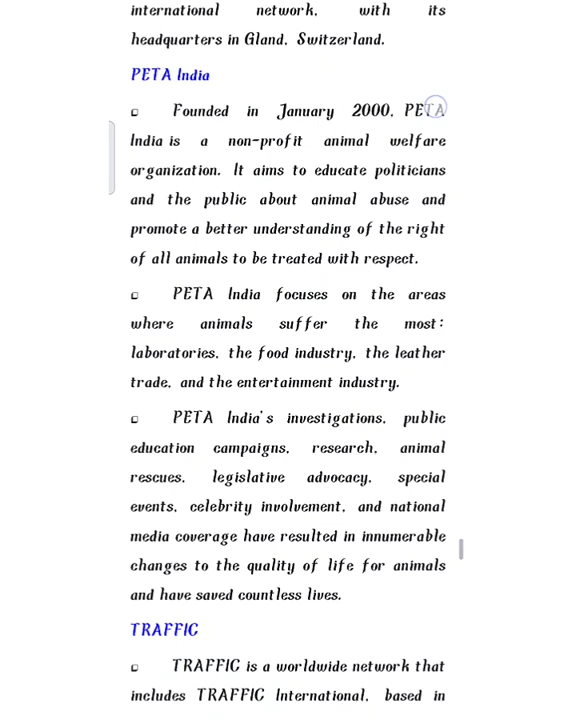 international network, with its
headquarters in Gland, Switzerland.
PETA India
Founded in January 2000, PETA
India is a non-profit animal welfare
organization. It aims to educate politicians
and the public about animal abuse and
promote a better understanding of the right
of all animals to be treated with respect.
PETA India focuses on the areas
where animals suffer the most:
laboratories, the food industry, the leather
trade, and the entertainment industry.
PETA India's investigations, public
education campaigns, research, animal
rescues, legislative advocacy, special
events, celebrity involvement, and national
media coverage have resulted in innumerable
changes to the quality of life for animals
and have saved countless lives.
TRAFFIC
TRAFFIC is a worldwide network that
includes TRAFFIC International, based in